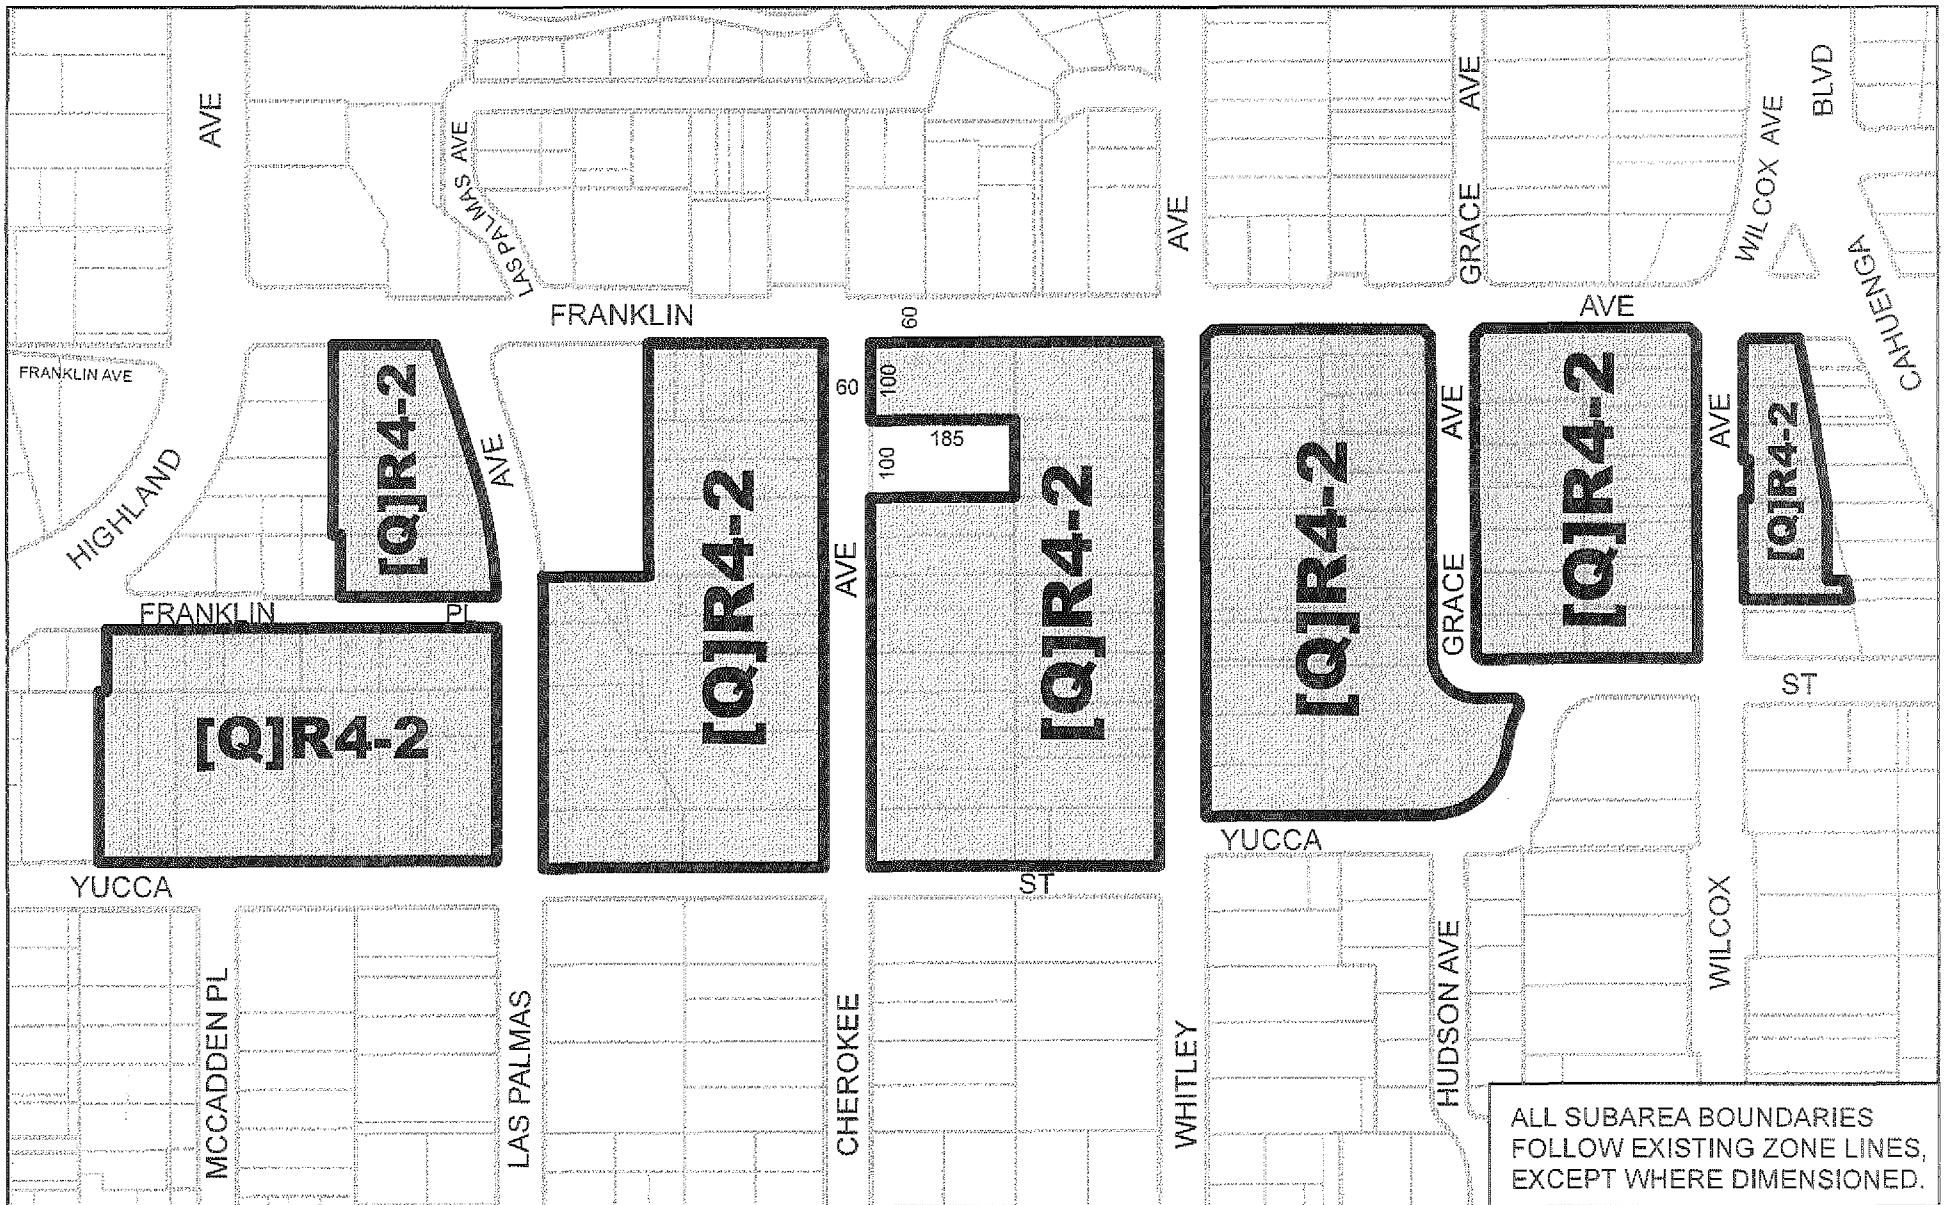 AVE
LAS PALMAS AVE
LAS PALMAS
AVE
GRACE
AVE
WILCOX AVE
BLVD
CAHUENGA
FRANKLIN
60
AVE
FRANKLIN AVE
HIGHLAND
[Q]R4-2
AVE
[Q]R4-2
60
100
185
100
AVE
[Q]R4-2
[Q]R4-2
AVE
GRACE
[Q]R4-2
AVE
[Q]R4-2
FRANKLIN
PL
[Q]R4-2
ST
YUCCA
ST
YUCCA
MCCADDEN PL
LAS PALMAS
CHEROKEE
WHITLEY
HUDSON AVE
WILCOX
ALL SUBAREA BOUNDARIES
FOLLOW EXISTING ZONE LINES,
EXCEPT WHERE DIMENSIONED.